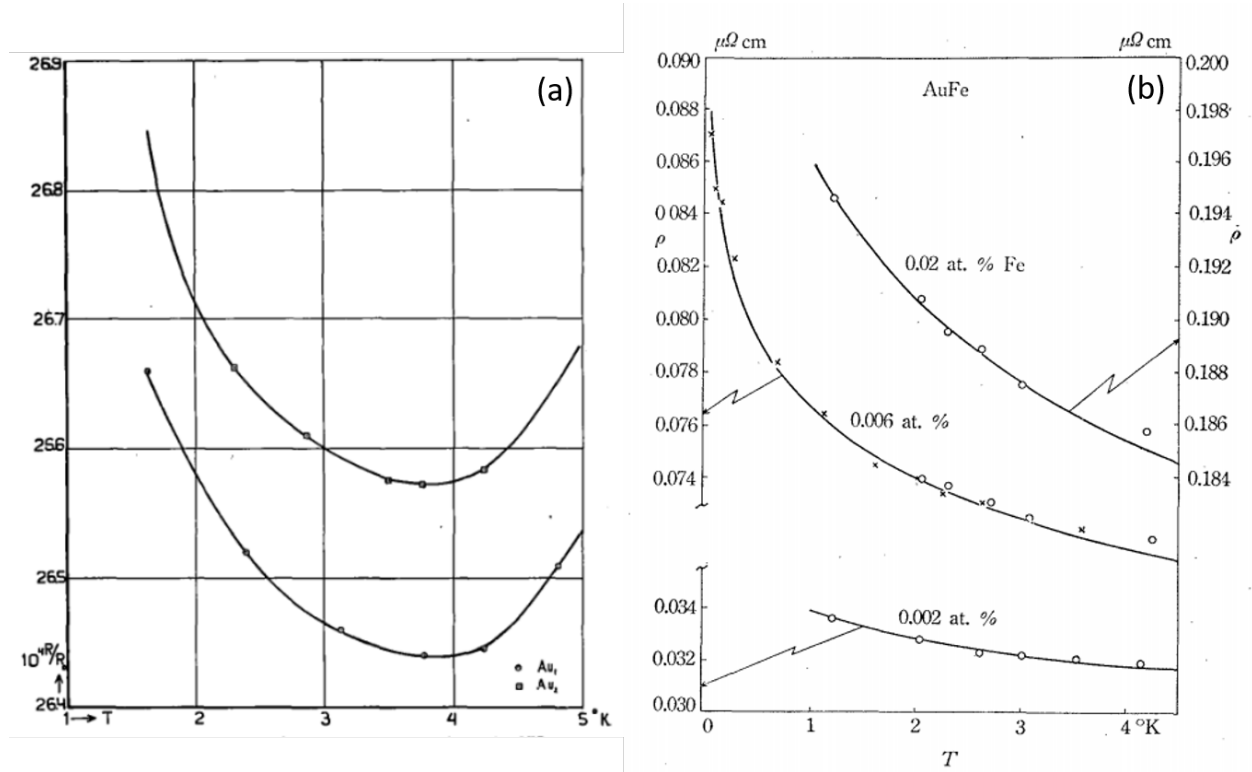 (a)
26.9
26.8
26.7
26.6
26.5
10⁴R/R₀
26.4
Au₁
Au₂
1 → T 2 3 4 5°K
μΩ cm μΩ cm
(b)
AuFe
0.090 0.200
0.088 0.198
0.086 0.196
0.084 0.194
ρ ρ
0.082 0.192
0.02 at. % Fe
0.080 0.190
0.078 0.188
0.076 0.186
0.006 at. %
0.074 0.184
0.034
0.002 at. %
0.032
0.030
0 1 2 3 4 °K
T